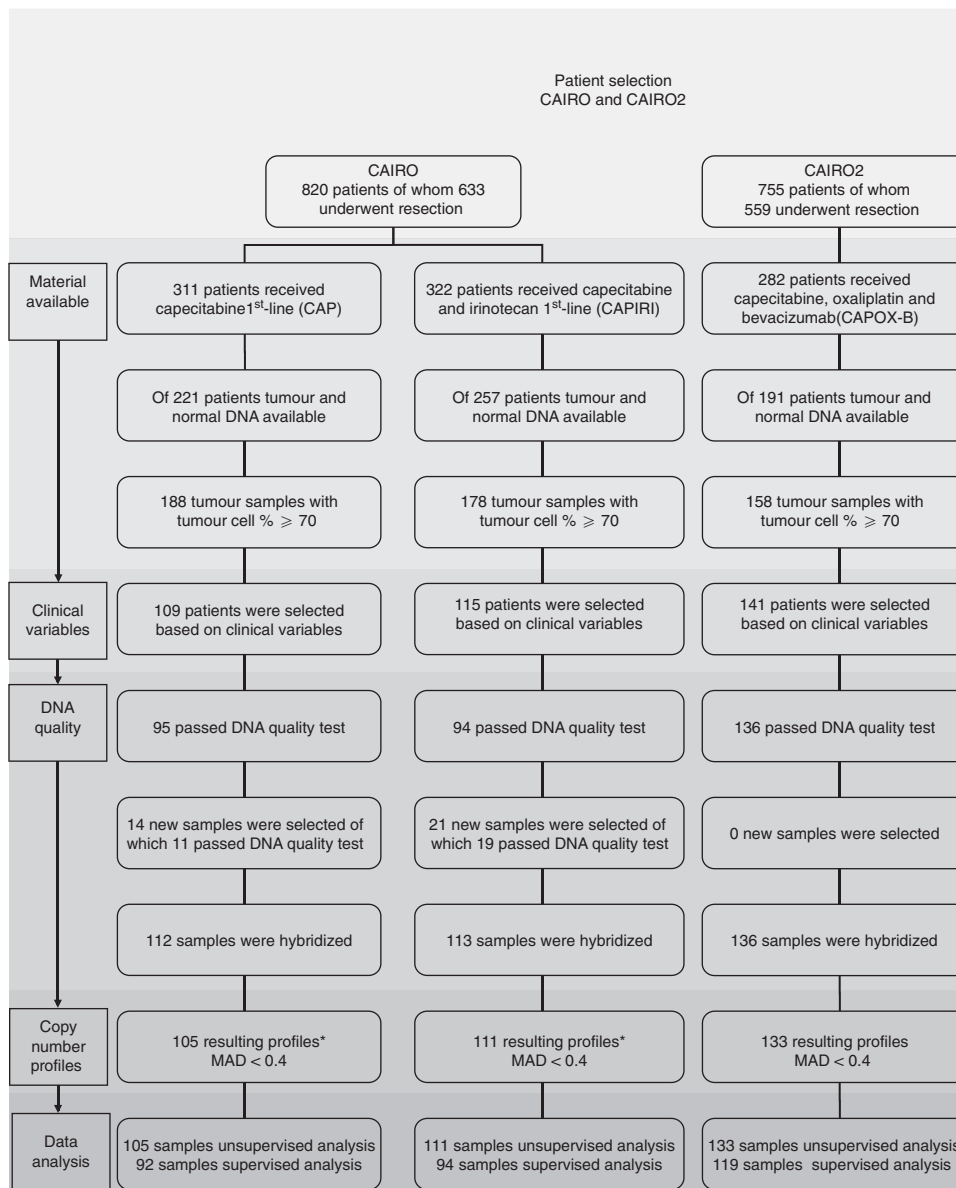 Patient selection
CAIRO and CAIRO2
CAIRO
820 patients of whom 633
underwent resection
CAIRO2
755 patients of whom
559 underwent resection
Material
available
311 patients received
capecitabine1st-line (CAP)
322 patients received capecitabine
and irinotecan 1st-line (CAPIRI)
282 patients received
capecitabine, oxaliplatin and
bevacizumab(CAPOX-B)
Of 221 patients tumour and
normal DNA available
Of 257 patients tumour and
normal DNA available
Of 191 patients tumour and
normal DNA available
188 tumour samples with
tumour cell % ⩾ 70
178 tumour samples with
tumour cell % ⩾ 70
158 tumour samples with
tumour cell % ⩾ 70
Clinical
variables
109 patients were selected
based on clinical variables
115 patients were selected
based on clinical variables
141 patients were selected
based on clinical variables
DNA
quality
95 passed DNA quality test
94 passed DNA quality test
136 passed DNA quality test
14 new samples were selected of
which 11 passed DNA quality test
21 new samples were selected of
which 19 passed DNA quality test
0 new samples were selected
112 samples were hybridized
113 samples were hybridized
136 samples were hybridized
Copy
number
profiles
105 resulting profiles*
MAD < 0.4
111 resulting profiles*
MAD < 0.4
133 resulting profiles
MAD < 0.4
Data
analysis
105 samples unsupervised analysis
92 samples supervised analysis
111 samples unsupervised analysis
94 samples supervised analysis
133 samples unsupervised analysis
119 samples supervised analysis